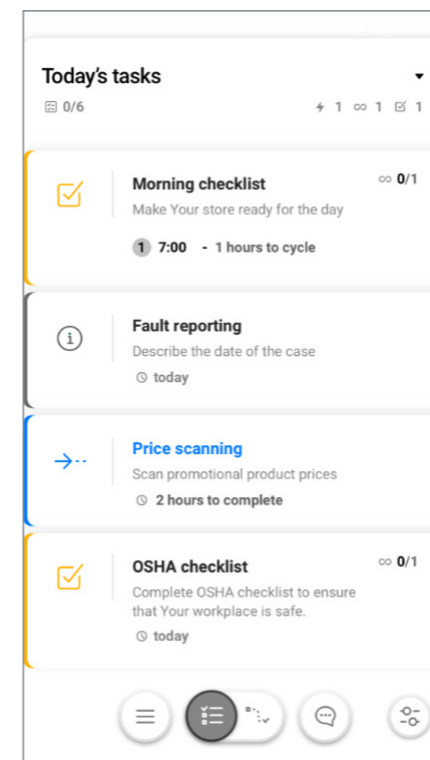 Today's tasks
0/6 1 ∞ 1 1
Morning checklist ∞ 0/1
Make Your store ready for the day
1 7:00 - 1 hours to cycle
Fault reporting
Describe the date of the case
today
Price scanning
Scan promotional product prices
2 hours to complete
OSHA checklist ∞ 0/1
Complete OSHA checklist to ensure
that Your workplace is safe.
today